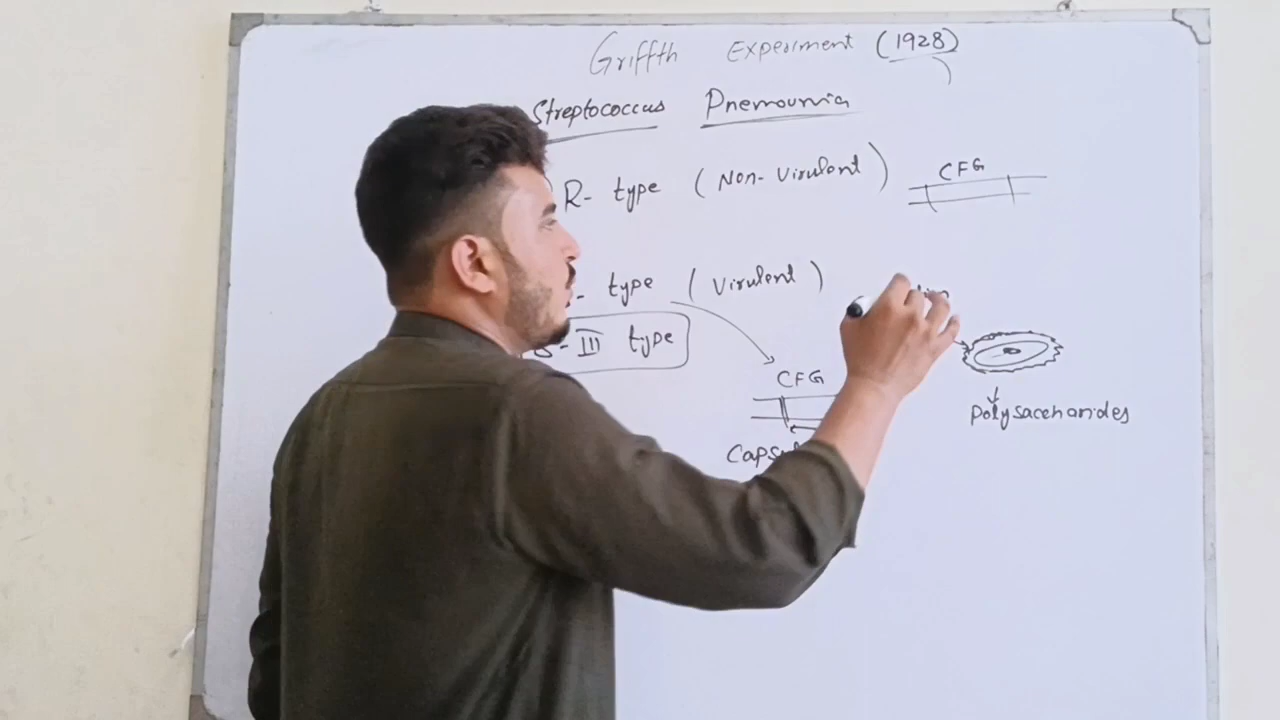 Griffth Experiment (1928)
Streptococcus Pnemounia
R- type (Non-Virulent)
CFG
- type (Virulent)
S-III type
CFG
Polysaccharides